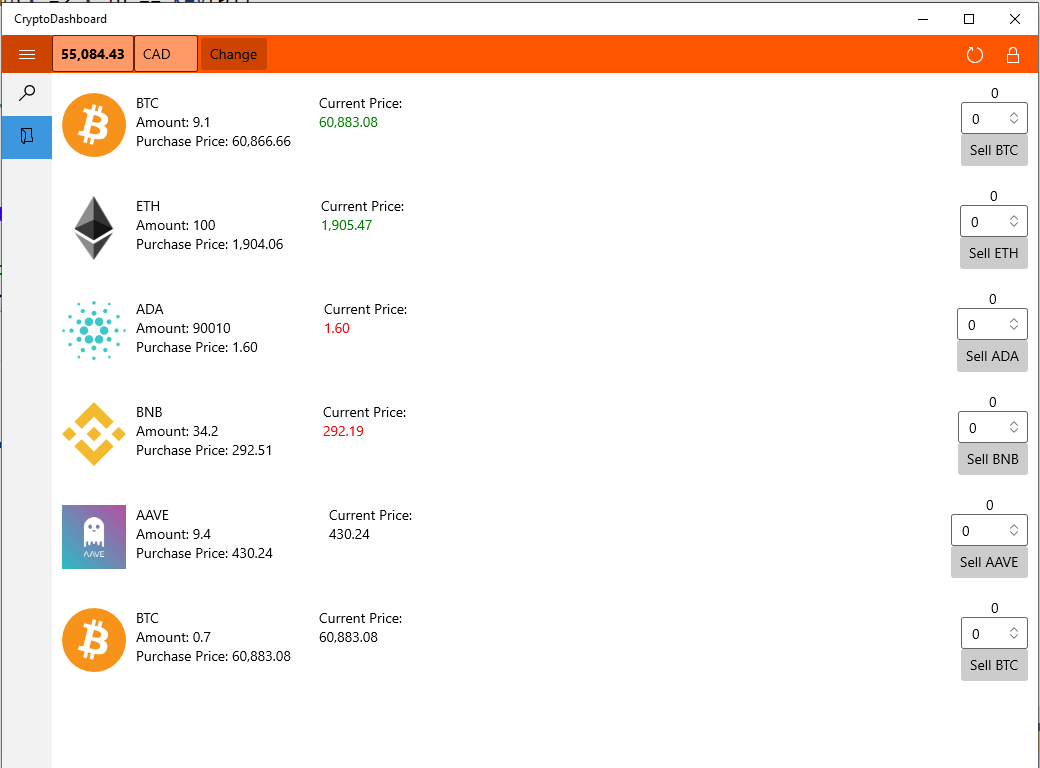 CryptoDashboard
55,084.43 CAD Change
0
BTC Current Price:
Amount: 9.1 60,883.08 0
Purchase Price: 60,866.66 Sell BTC
0
ETH Current Price:
Amount: 100 1,905.47 0
Purchase Price: 1,904.06 Sell ETH
0
ADA Current Price:
Amount: 90010 1.60 0
Purchase Price: 1.60 Sell ADA
0
BNB Current Price:
Amount: 34.2 292.19 0
Purchase Price: 292.51 Sell BNB
0
AAVE Current Price:
Amount: 9.4 430.24 0
AAVE
Purchase Price: 430.24 Sell AAVE
0
BTC Current Price:
Amount: 0.7 60,883.08 0
Purchase Price: 60,883.08 Sell BTC